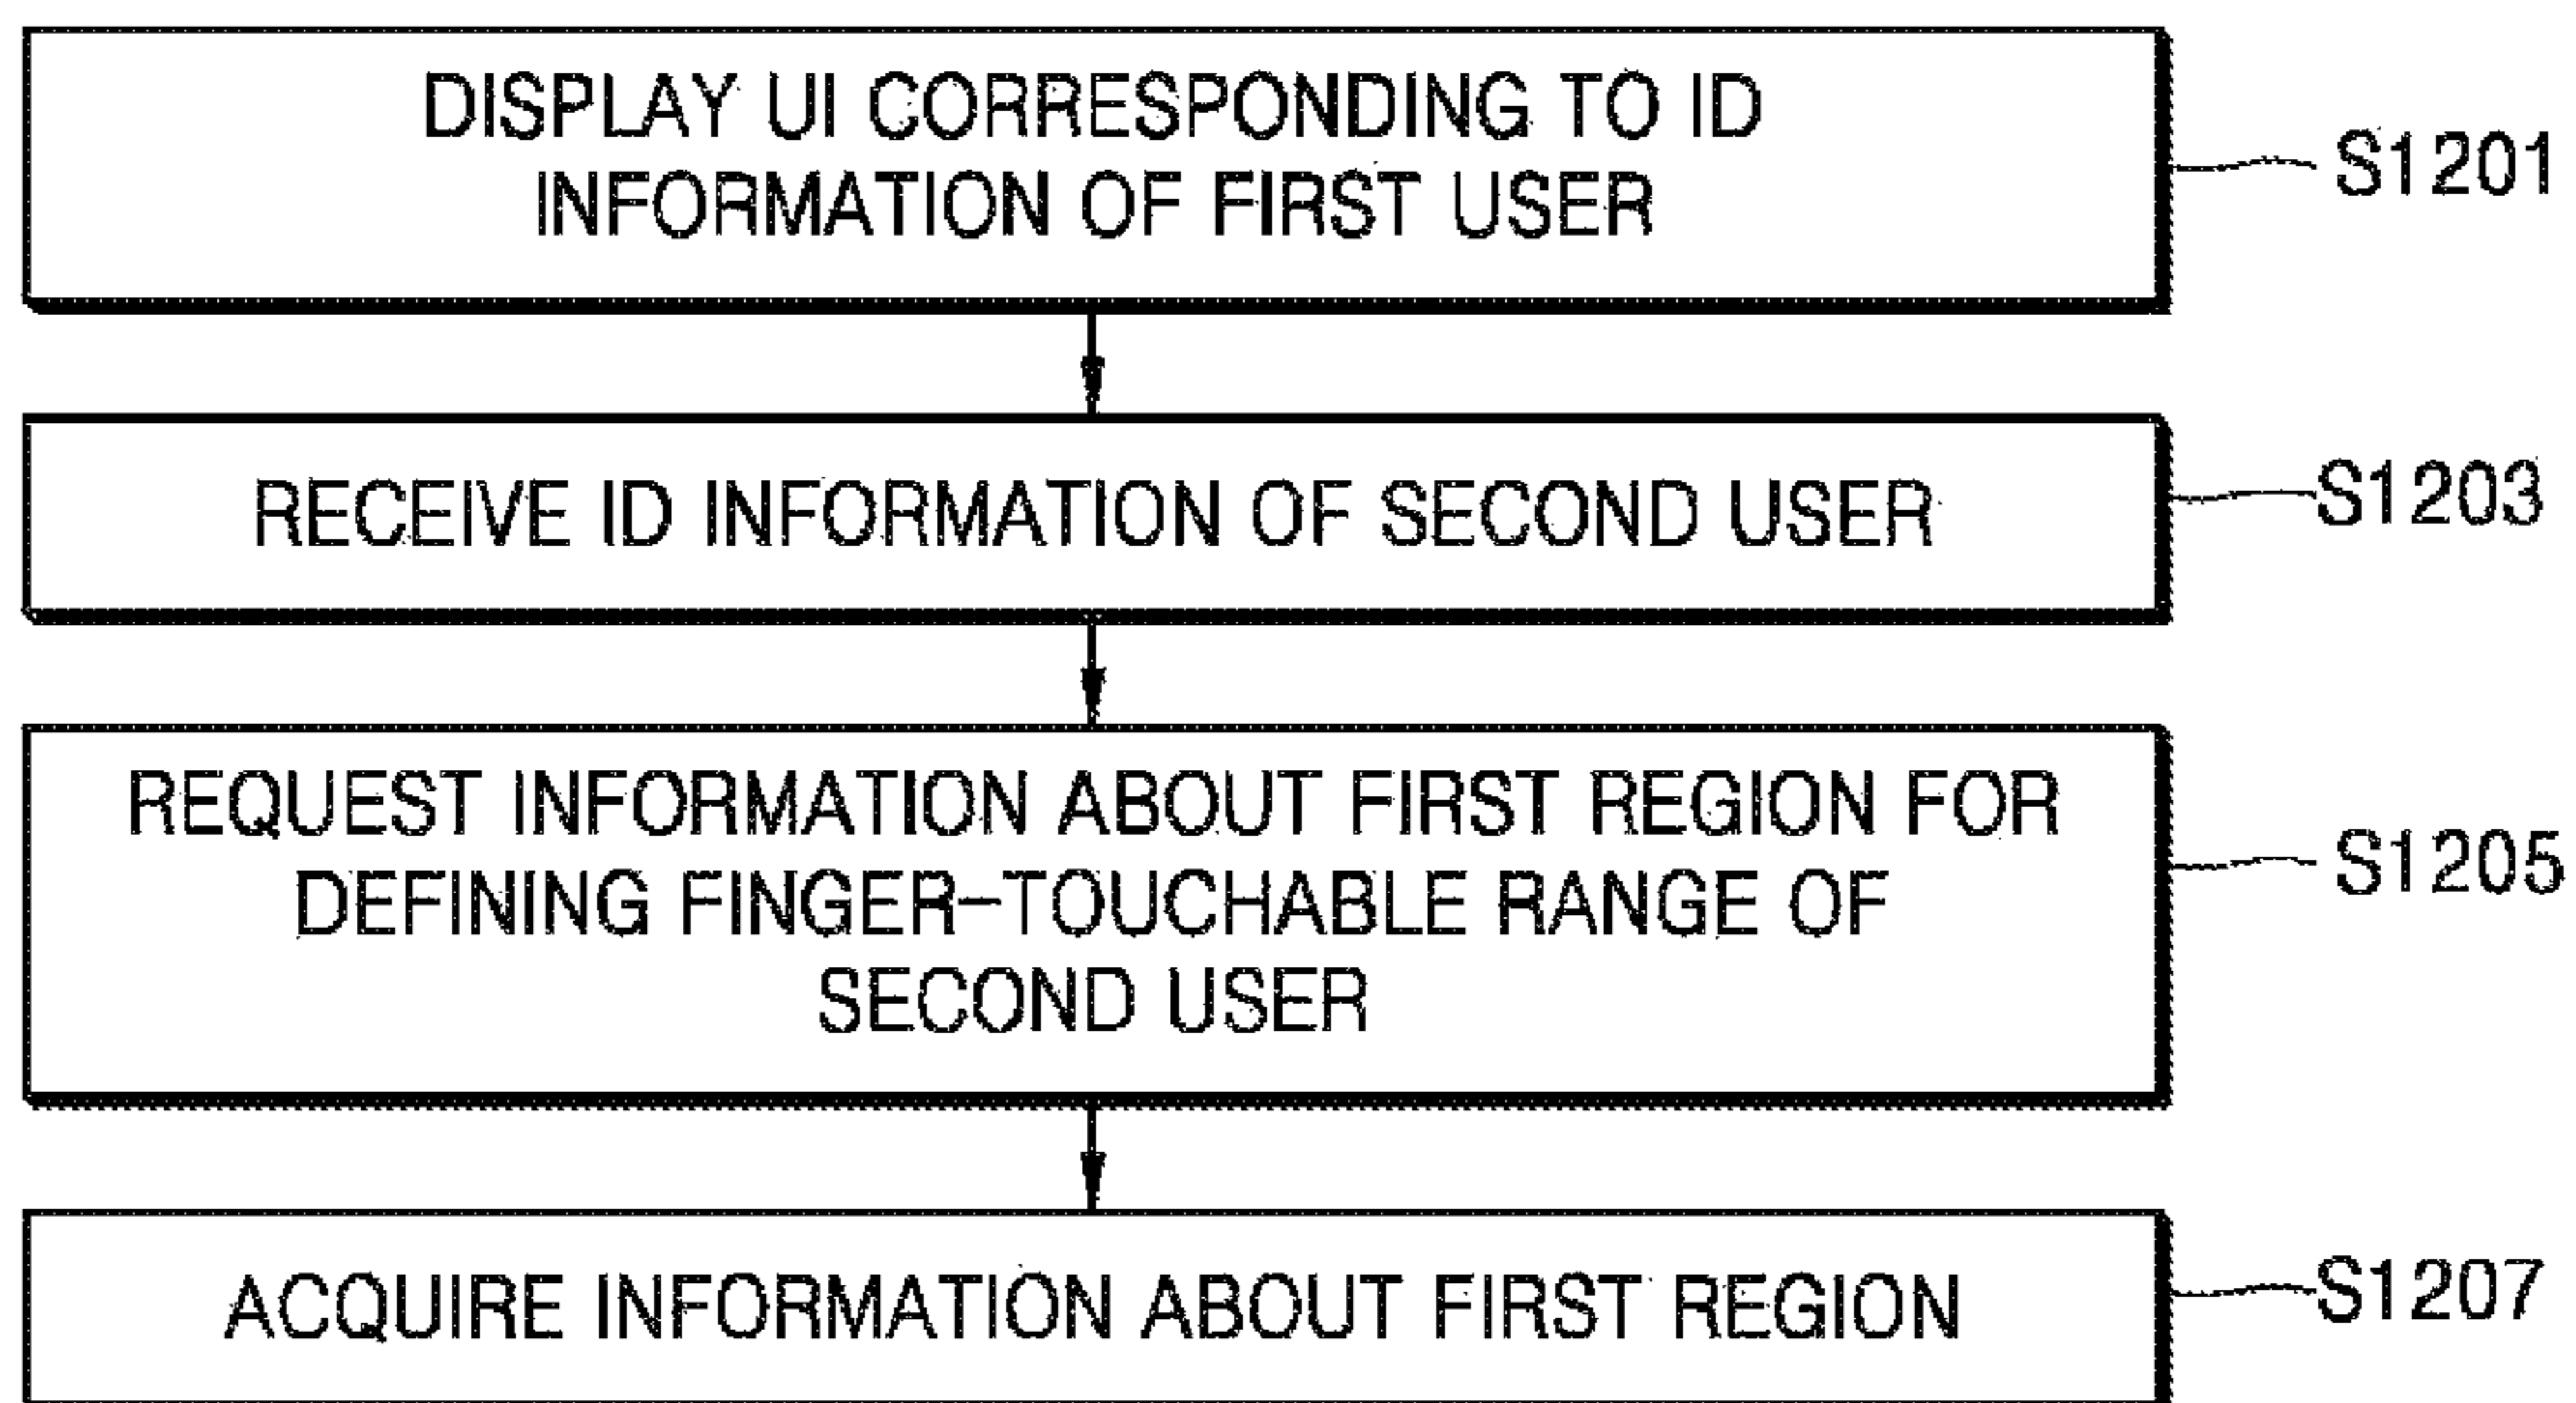 DISPLAY UI CORRESPONDING TO ID
INFORMATION OF FIRST USER
S1201
RECEIVE ID INFORMATION OF SECOND USER
S1203
REQUEST INFORMATION ABOUT FIRST REGION FOR
DEFINING FINGER-TOUCHABLE RANGE OF
SECOND USER
S1205
ACQUIRE INFORMATION ABOUT FIRST REGION
S1207